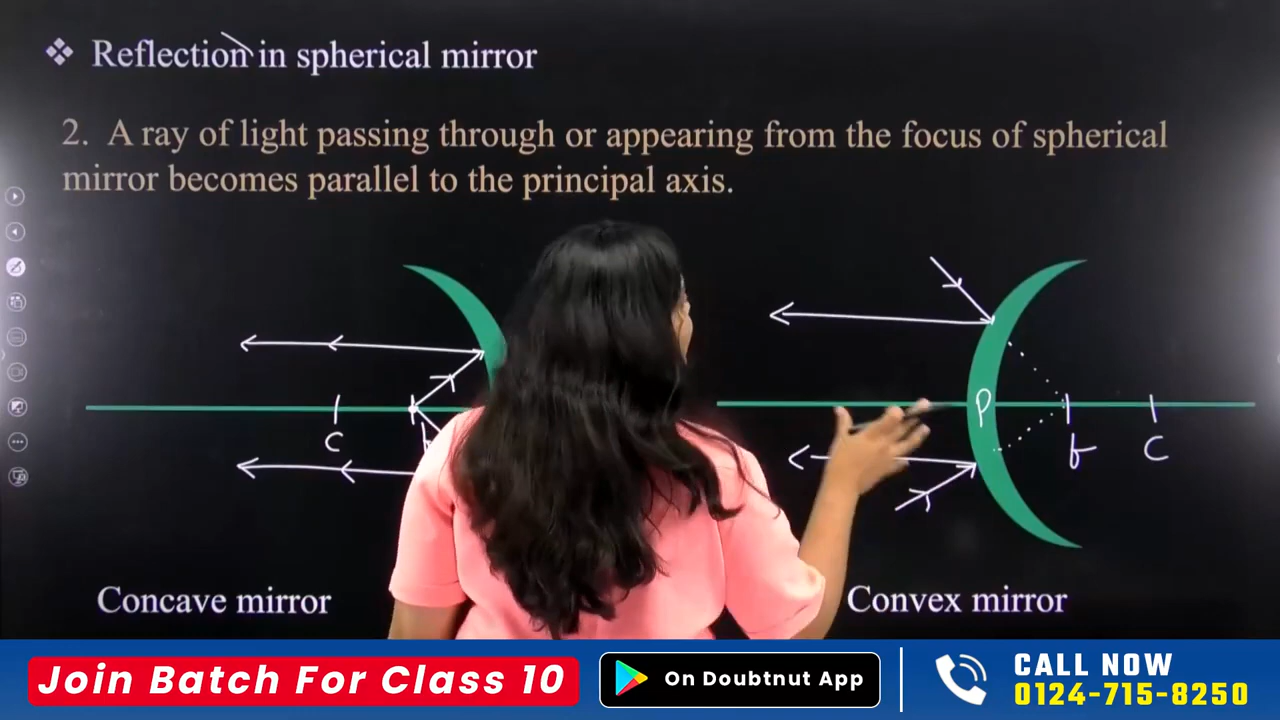 ❖ Reflection in spherical mirror
2. A ray of light passing through or appearing from the focus of spherical
mirror becomes parallel to the principal axis.
C
P
F
C
Concave mirror
Convex mirror
Join Batch For Class 10
On Doubtnut App
CALL NOW
0124-715-8250